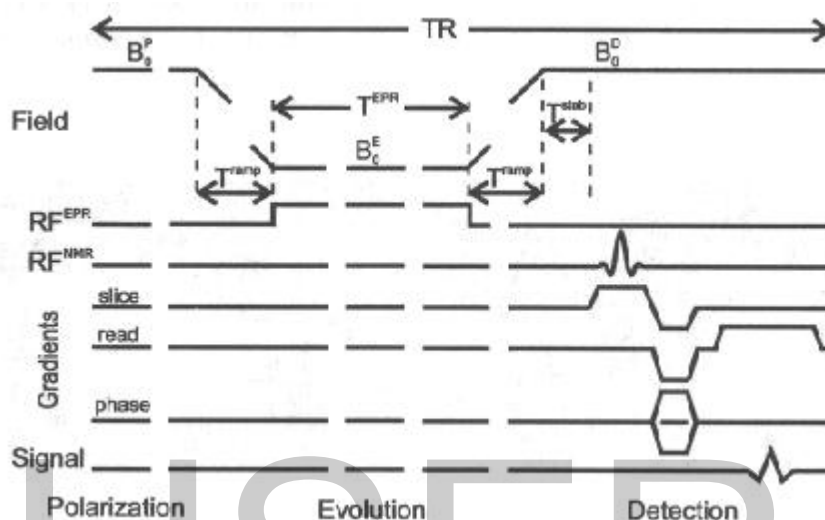 TR
B₀ᴾ B₀ᴰ
Field
Tᴱᴾᴿ
Tˢᵗᵃᵇ
B₀ᴱ
Tʳᵃᵐᵖ Tʳᵃᵐᵖ
RFᴱᴾᴿ
RFᴺᴹᴿ
slice
Gradients
read
phase
Signal
USER
Polarization Evolution Detection